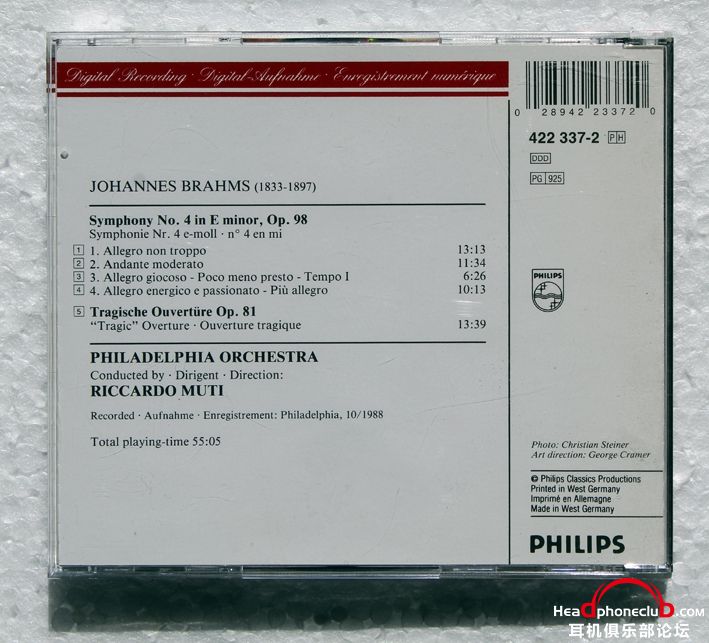 Digital Recording · Digital-Aufnahme · Enregistrement numérique
0 28942 23372 0
422 337-2 PH
DDD
PG 925
JOHANNES BRAHMS (1833-1897)
Symphony No. 4 in E minor, Op. 98
Symphonie Nr. 4 e-moll · n° 4 en mi
1 1. Allegro non troppo 13:13
2 2. Andante moderato 11:34
3 3. Allegro giocoso - Poco meno presto - Tempo I 6:26
4 4. Allegro energico e passionato - Più allegro 10:13
5 Tragische Ouvertüre Op. 81
“Tragic” Overture · Ouverture tragique 13:39
PHILIPS
PHILADELPHIA ORCHESTRA
Conducted by · Dirigent · Direction:
RICCARDO MUTI
Recorded · Aufnahme · Enregistrement: Philadelphia, 10/1988
Total playing-time 55:05
Photo: Christian Steiner
Art direction: George Cramer
© Philips Classics Productions
Printed in West Germany
Imprimé en Allemagne
Made in West Germany
PHILIPS
Headphoneclub.com
耳机俱乐部论坛